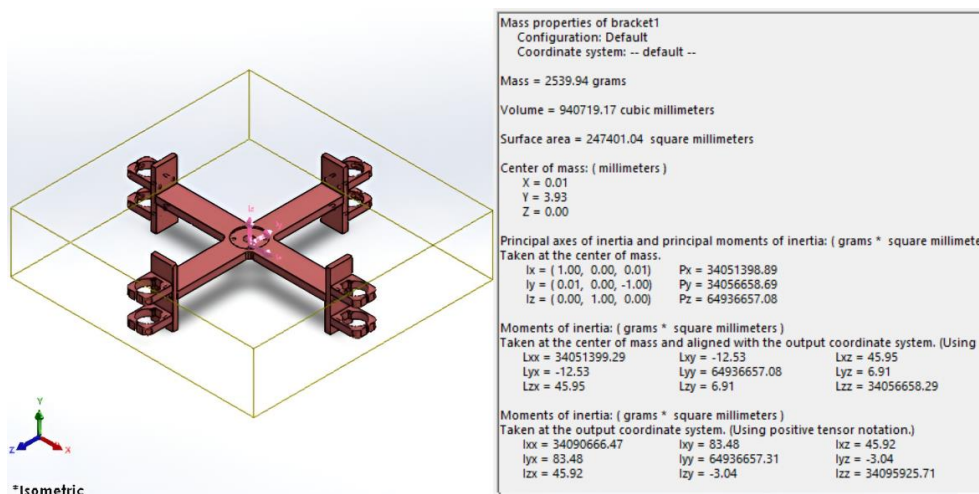 Y
Z
X
*Isometric
Mass properties of bracket1
Configuration: Default
Coordinate system: -- default --
Mass = 2539.94 grams
Volume = 940719.17 cubic millimeters
Surface area = 247401.04 square millimeters
Center of mass: ( millimeters )
X = 0.01
Y = 3.93
Z = 0.00
Principal axes of inertia and principal moments of inertia: ( grams * square millimete
Taken at the center of mass.
Ix = ( 1.00, 0.00, 0.01) Px = 34051398.89
Iy = ( 0.01, 0.00, -1.00) Py = 34056658.69
Iz = ( 0.00, 1.00, 0.00) Pz = 64936657.08
Moments of inertia: ( grams * square millimeters )
Taken at the center of mass and aligned with the output coordinate system. (Using
Lxx = 34051399.29 Lxy = -12.53 Lxz = 45.95
Lyx = -12.53 Lyy = 64936657.08 Lyz = 6.91
Lzx = 45.95 Lzy = 6.91 Lzz = 34056658.29
Moments of inertia: ( grams * square millimeters )
Taken at the output coordinate system. (Using positive tensor notation.)
Ixx = 34090666.47 Ixy = 83.48 Ixz = 45.92
Iyx = 83.48 Iyy = 64936657.31 Iyz = -3.04
Izx = 45.92 Izy = -3.04 Izz = 34095925.71